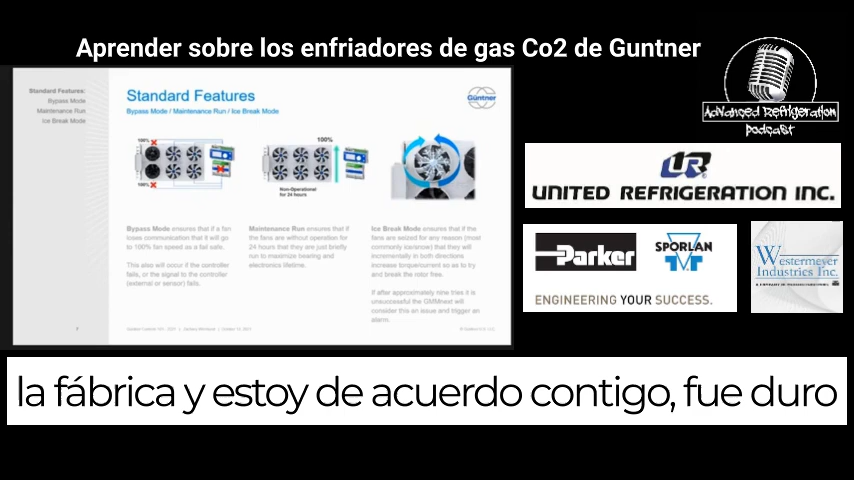 Aprender sobre los enfriadores de gas Co2 de Guntner
Advanced Refrigeration
podcast
Standard Features:
Bypass Mode
Maintenance Run
Ice Break Mode
Standard Features
Bypass Mode / Maintenance Run / Ice Break Mode
Güntner
100%
100%
100%
Non-Operational
for 24 hours
Bypass Mode ensures that if a fan
loses communication that it will go
to 100% fan speed as a fail safe.
This also will occur if the controller
fails, or the signal to the controller
(external or sensor) fails.
Maintenance Run ensures that if
the fans are without operation for
24 hours that they are just briefly
run to maximize bearing and
electronics lifetime.
Ice Break Mode ensures that if the
fans are seized for any reason (most
commonly ice/snow) that they will
incrementally in both directions
increase torque/current so as to try
and break the rotor free.
If after approximately nine tries it is
unsuccessful the GMMnext will
consider this an issue and trigger an
alarm.
UR
UNITED REFRIGERATION INC.
Parker
SPORLAN
ENGINEERING YOUR SUCCESS.
Westermeyer
Industries Inc.
la fábrica y estoy de acuerdo contigo, fue duro